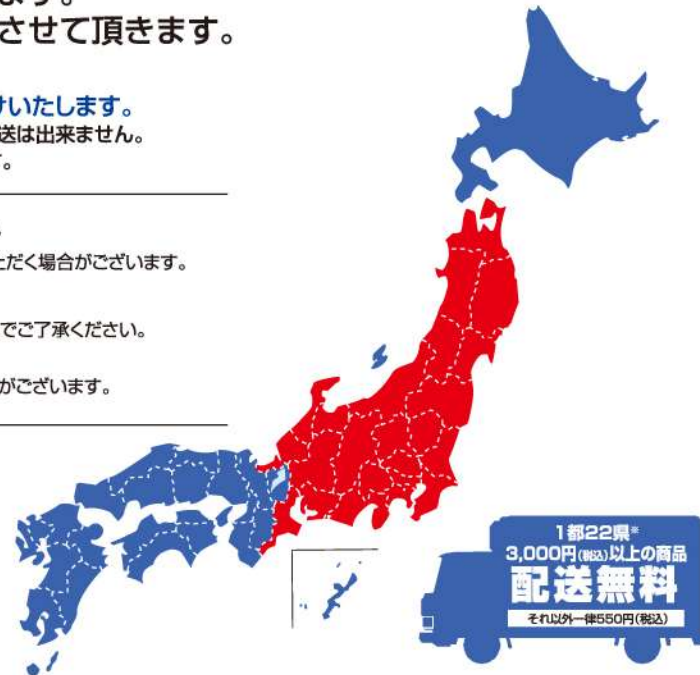 ます。
させて頂きます。
けいたします。
送は出来ません。
す。
ただく場合がございます。
でご了承ください。
がございます。
1都22県※
3,000円(税込)以上の商品
配送無料
それ以外一律550円(税込)